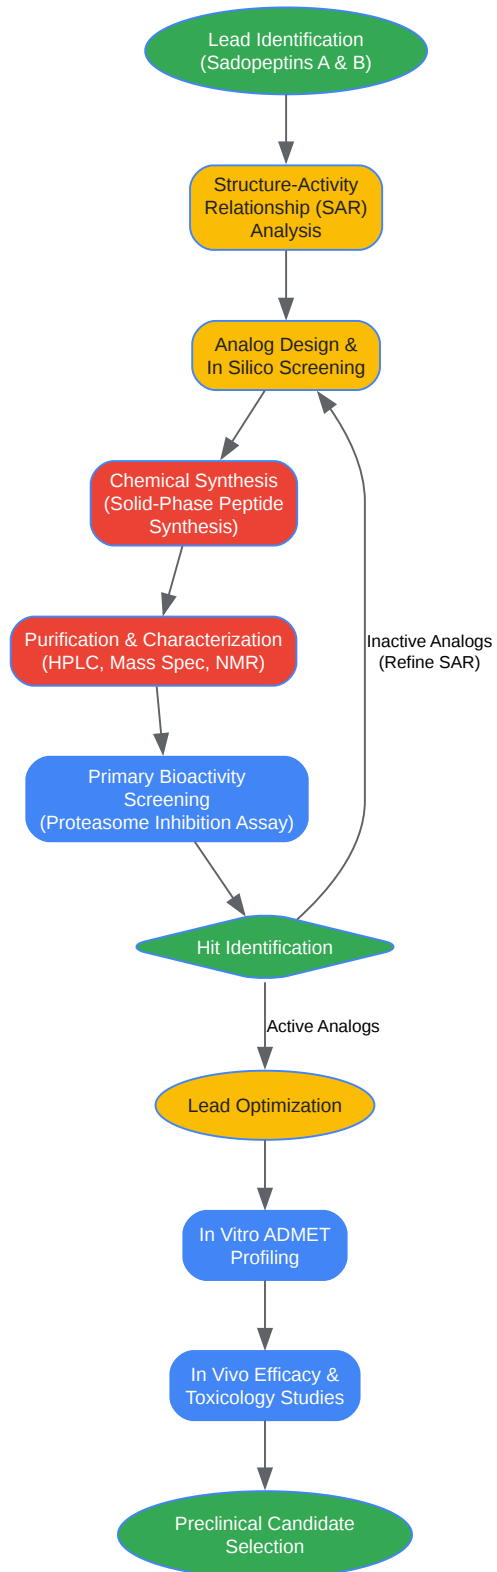 Lead Identification
(Sadopeptins A & B)
Structure-Activity
Relationship (SAR)
Analysis
Analog Design &
In Silico Screening
Chemical Synthesis
(Solid-Phase Peptide
Synthesis)
Purification & Characterization
(HPLC, Mass Spec, NMR)
Inactive Analogs
(Refine SAR)
Primary Bioactivity
Screening
(Proteasome Inhibition Assay)
Hit Identification
Active Analogs
Lead Optimization
In Vitro ADMET
Profiling
In Vivo Efficacy &
Toxicology Studies
Preclinical Candidate
Selection